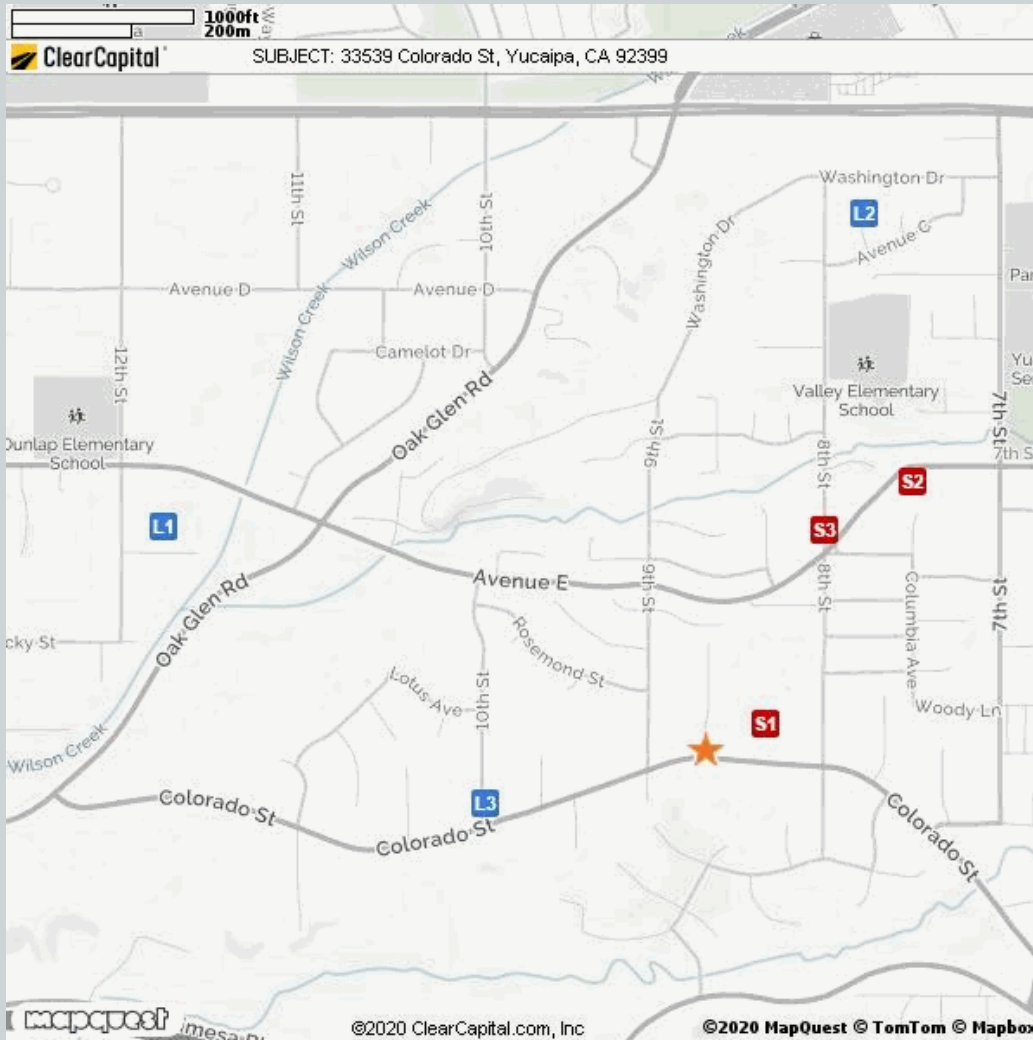 1000ft
200m
ClearCapital
SUBJECT: 33539 Colorado St, Yucaipa, CA 92399
Washington Dr
L2
11th St
10th St
Wilson Creek
Avenue C
Washington Dr
Avenue D
Avenue D
Wilson Creek
12th St
Camelot Dr
Valley Elementary
School
7th St
Oak Glen Rd
Dunlap Elementary
School
9th St
8th St
S2
L1
S3
Avenue E
9th St
8th St
Columbia Ave
7th St
Oak Glen Rd
Rosemond St
Lotus Ave
10th St
Woody Ln
S1
Wilson Creek
Colorado St
L3
Colorado St
Colorado St
mapquest
©2020 ClearCapital.com, Inc
©2020 MapQuest © TomTom © Mapbox